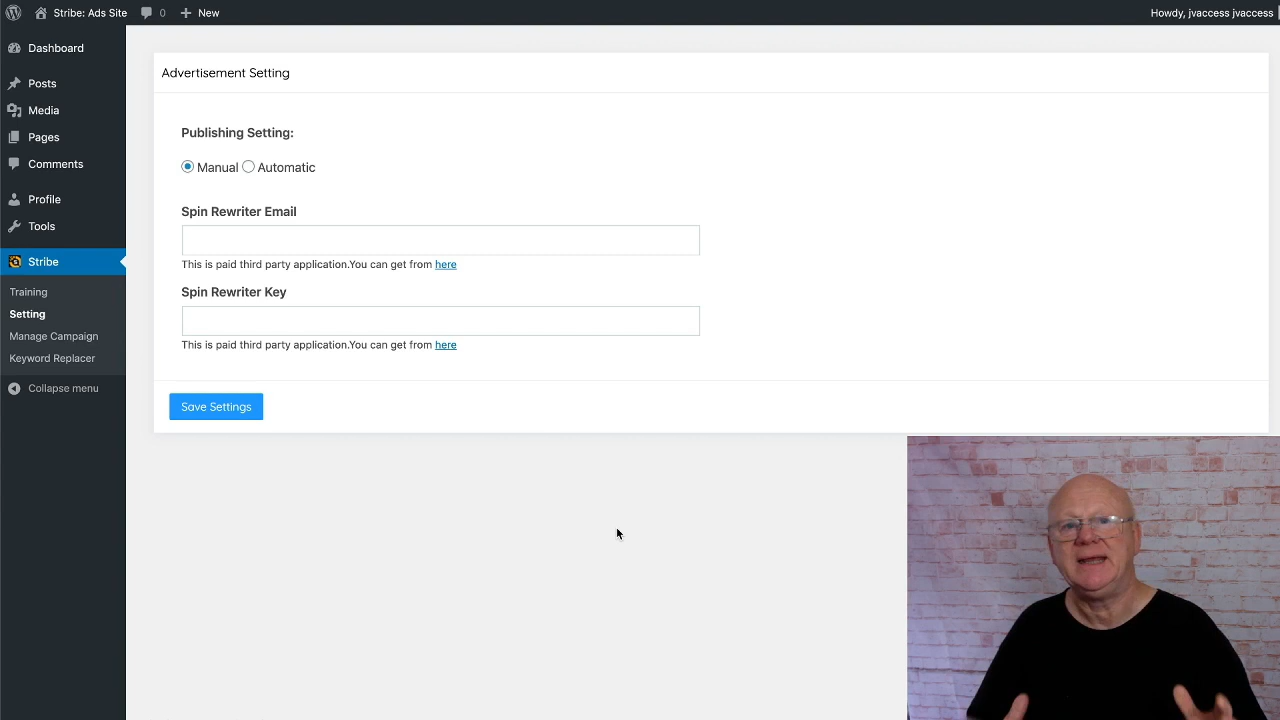 Stribe: Ads Site 0 New Howdy, jvaccess jvaccess
Dashboard
Posts
Media
Pages
Comments
Profile
Tools
Stribe
Training
Setting
Manage Campaign
Keyword Replacer
Collapse menu
Advertisement Setting
Publishing Setting:
Manual Automatic
Spin Rewriter Email
This is paid third party application.You can get from here
Spin Rewriter Key
This is paid third party application.You can get from here
Save Settings